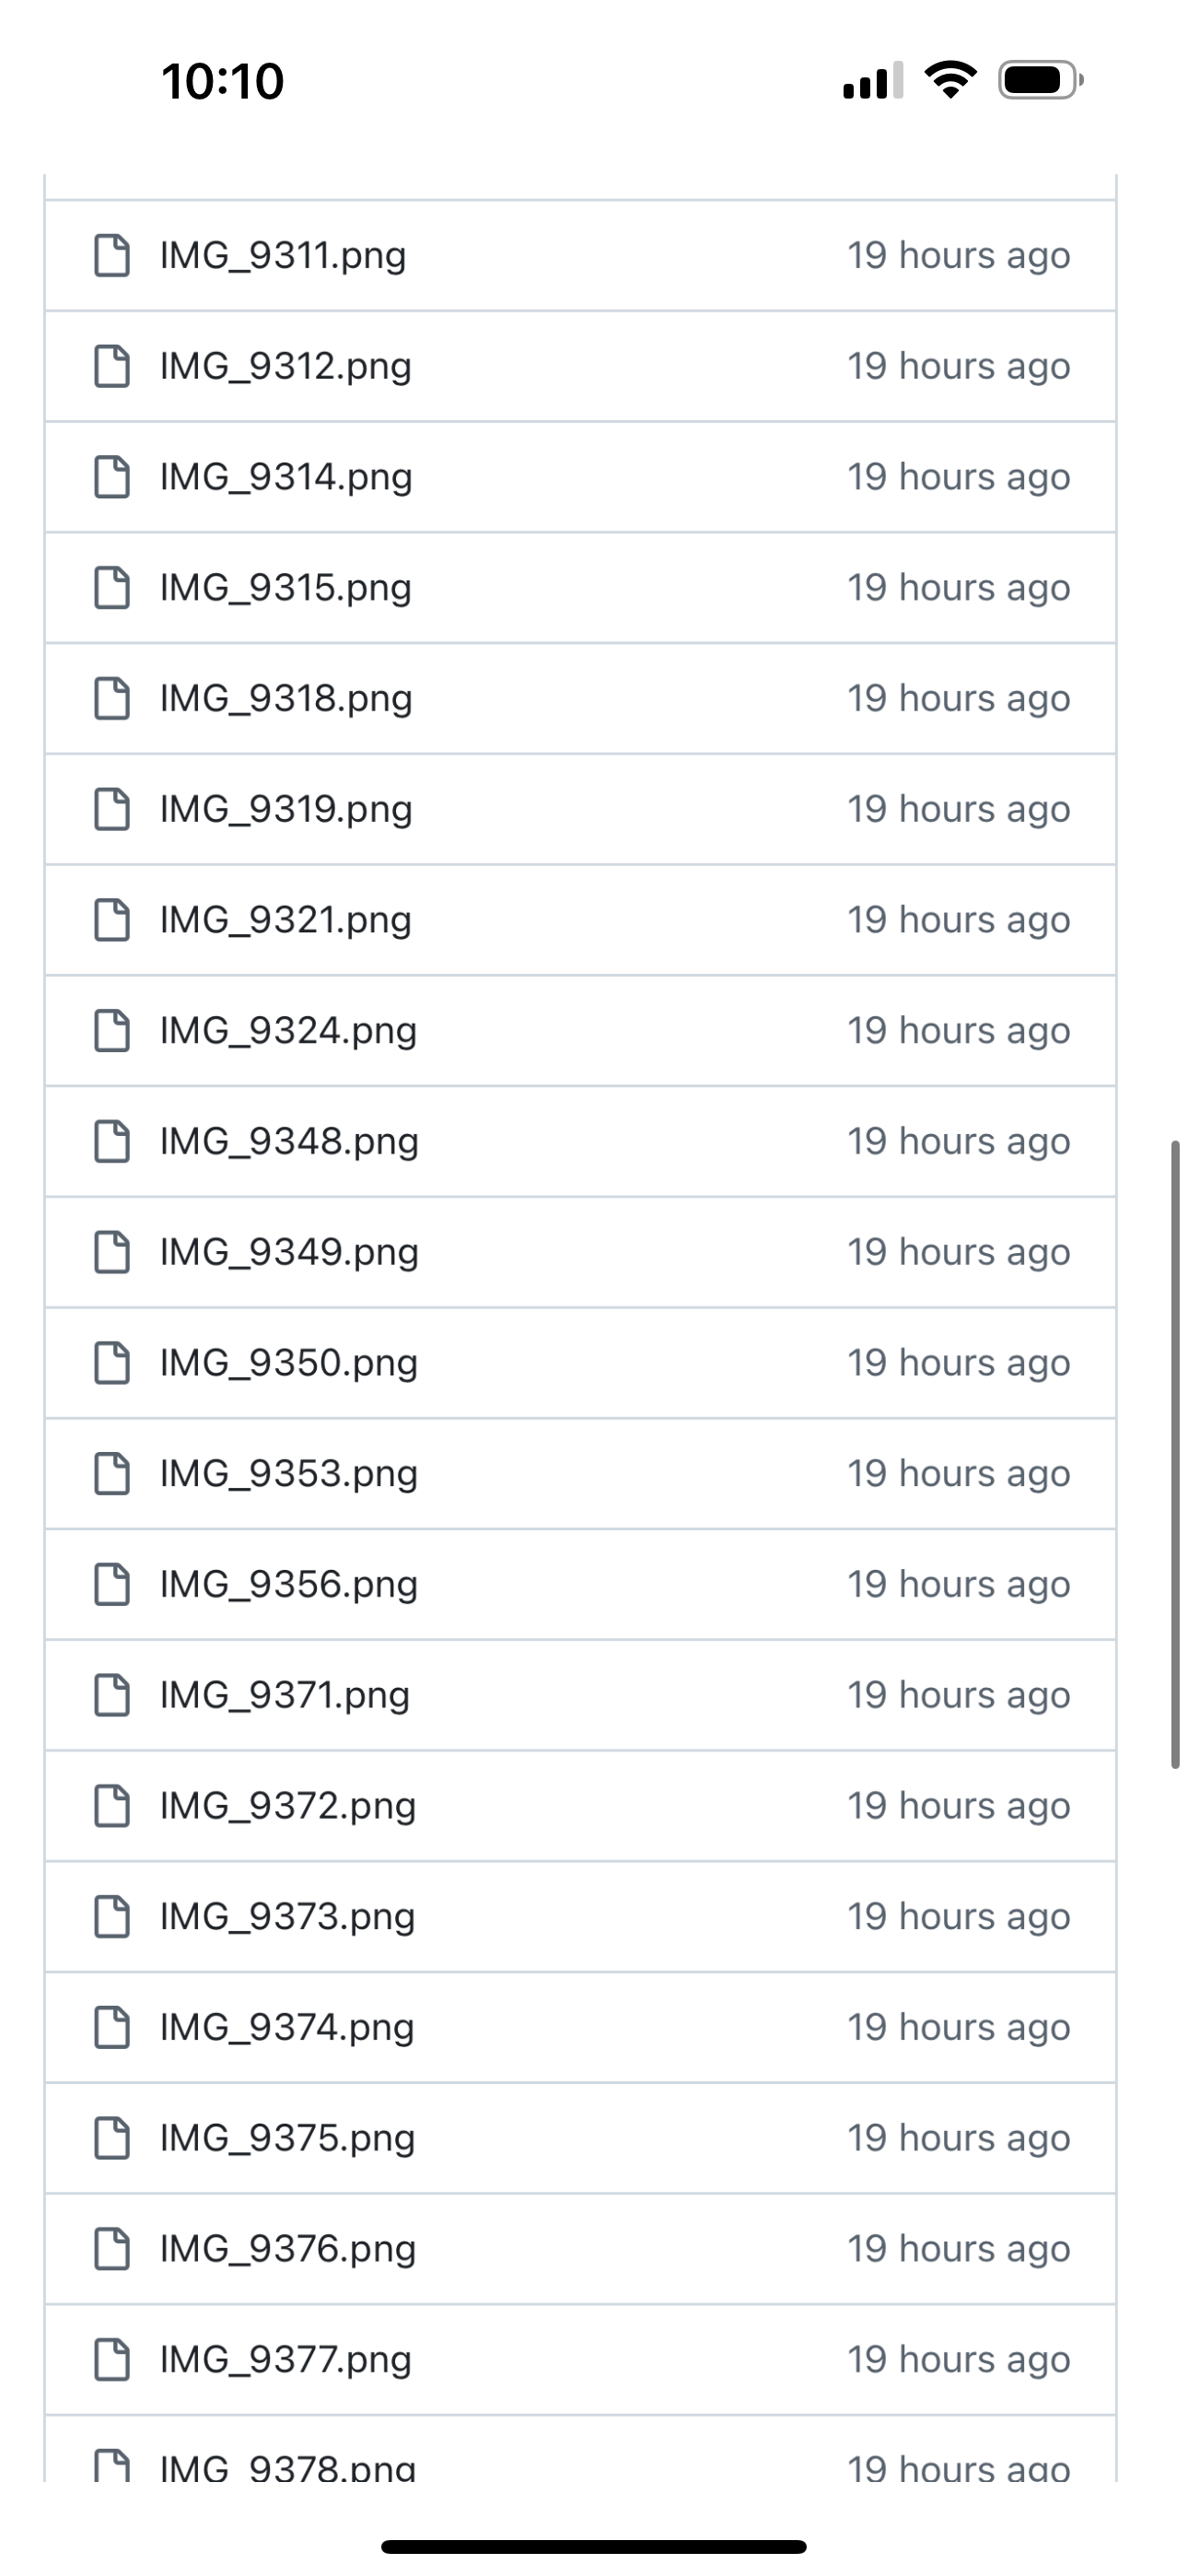 10:10
IMG_9311.png 19 hours ago
IMG_9312.png 19 hours ago
IMG_9314.png 19 hours ago
IMG_9315.png 19 hours ago
IMG_9318.png 19 hours ago
IMG_9319.png 19 hours ago
IMG_9321.png 19 hours ago
IMG_9324.png 19 hours ago
IMG_9348.png 19 hours ago
IMG_9349.png 19 hours ago
IMG_9350.png 19 hours ago
IMG_9353.png 19 hours ago
IMG_9356.png 19 hours ago
IMG_9371.png 19 hours ago
IMG_9372.png 19 hours ago
IMG_9373.png 19 hours ago
IMG_9374.png 19 hours ago
IMG_9375.png 19 hours ago
IMG_9376.png 19 hours ago
IMG_9377.png 19 hours ago
IMG_9378.png 19 hours ago